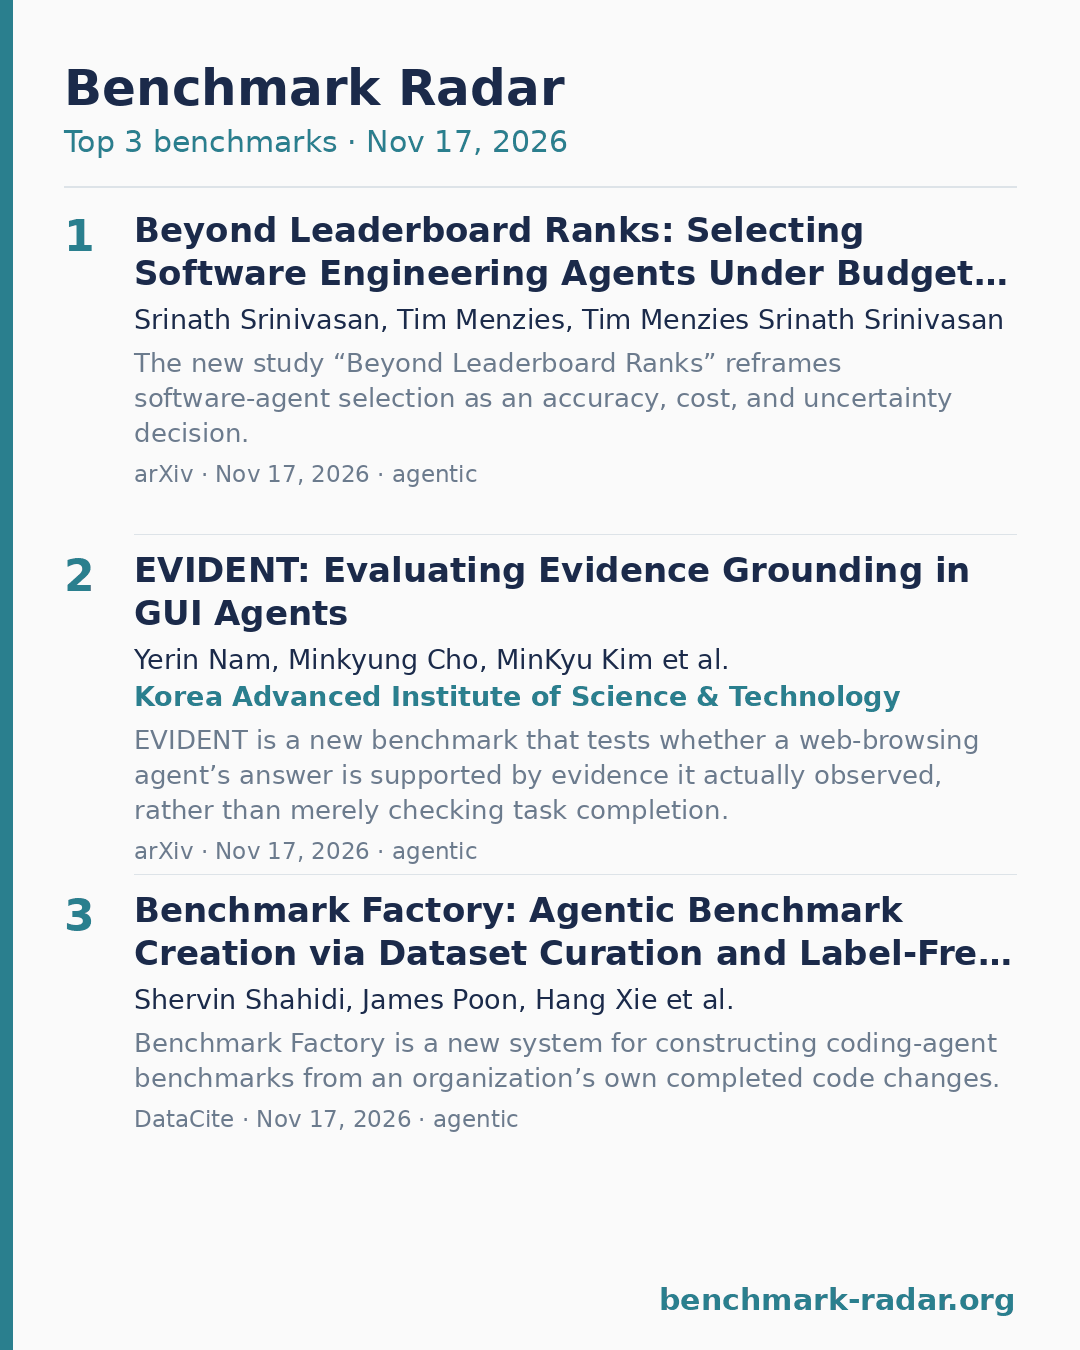 Benchmark Radar
Top 3 benchmarks · Nov 17, 2026
1
Beyond Leaderboard Ranks: Selecting
Software Engineering Agents Under Budget…
Srinath Srinivasan, Tim Menzies, Tim Menzies Srinath Srinivasan
The new study “Beyond Leaderboard Ranks” reframes
software-agent selection as an accuracy, cost, and uncertainty
decision.
arXiv · Nov 17, 2026 · agentic
2
EVIDENT: Evaluating Evidence Grounding in
GUI Agents
Yerin Nam, Minkyung Cho, MinKyu Kim et al.
Korea Advanced Institute of Science & Technology
EVIDENT is a new benchmark that tests whether a web-browsing
agent’s answer is supported by evidence it actually observed,
rather than merely checking task completion.
arXiv · Nov 17, 2026 · agentic
3
Benchmark Factory: Agentic Benchmark
Creation via Dataset Curation and Label-Fre…
Shervin Shahidi, James Poon, Hang Xie et al.
Benchmark Factory is a new system for constructing coding-agent
benchmarks from an organization’s own completed code changes.
DataCite · Nov 17, 2026 · agentic
benchmark-radar.org